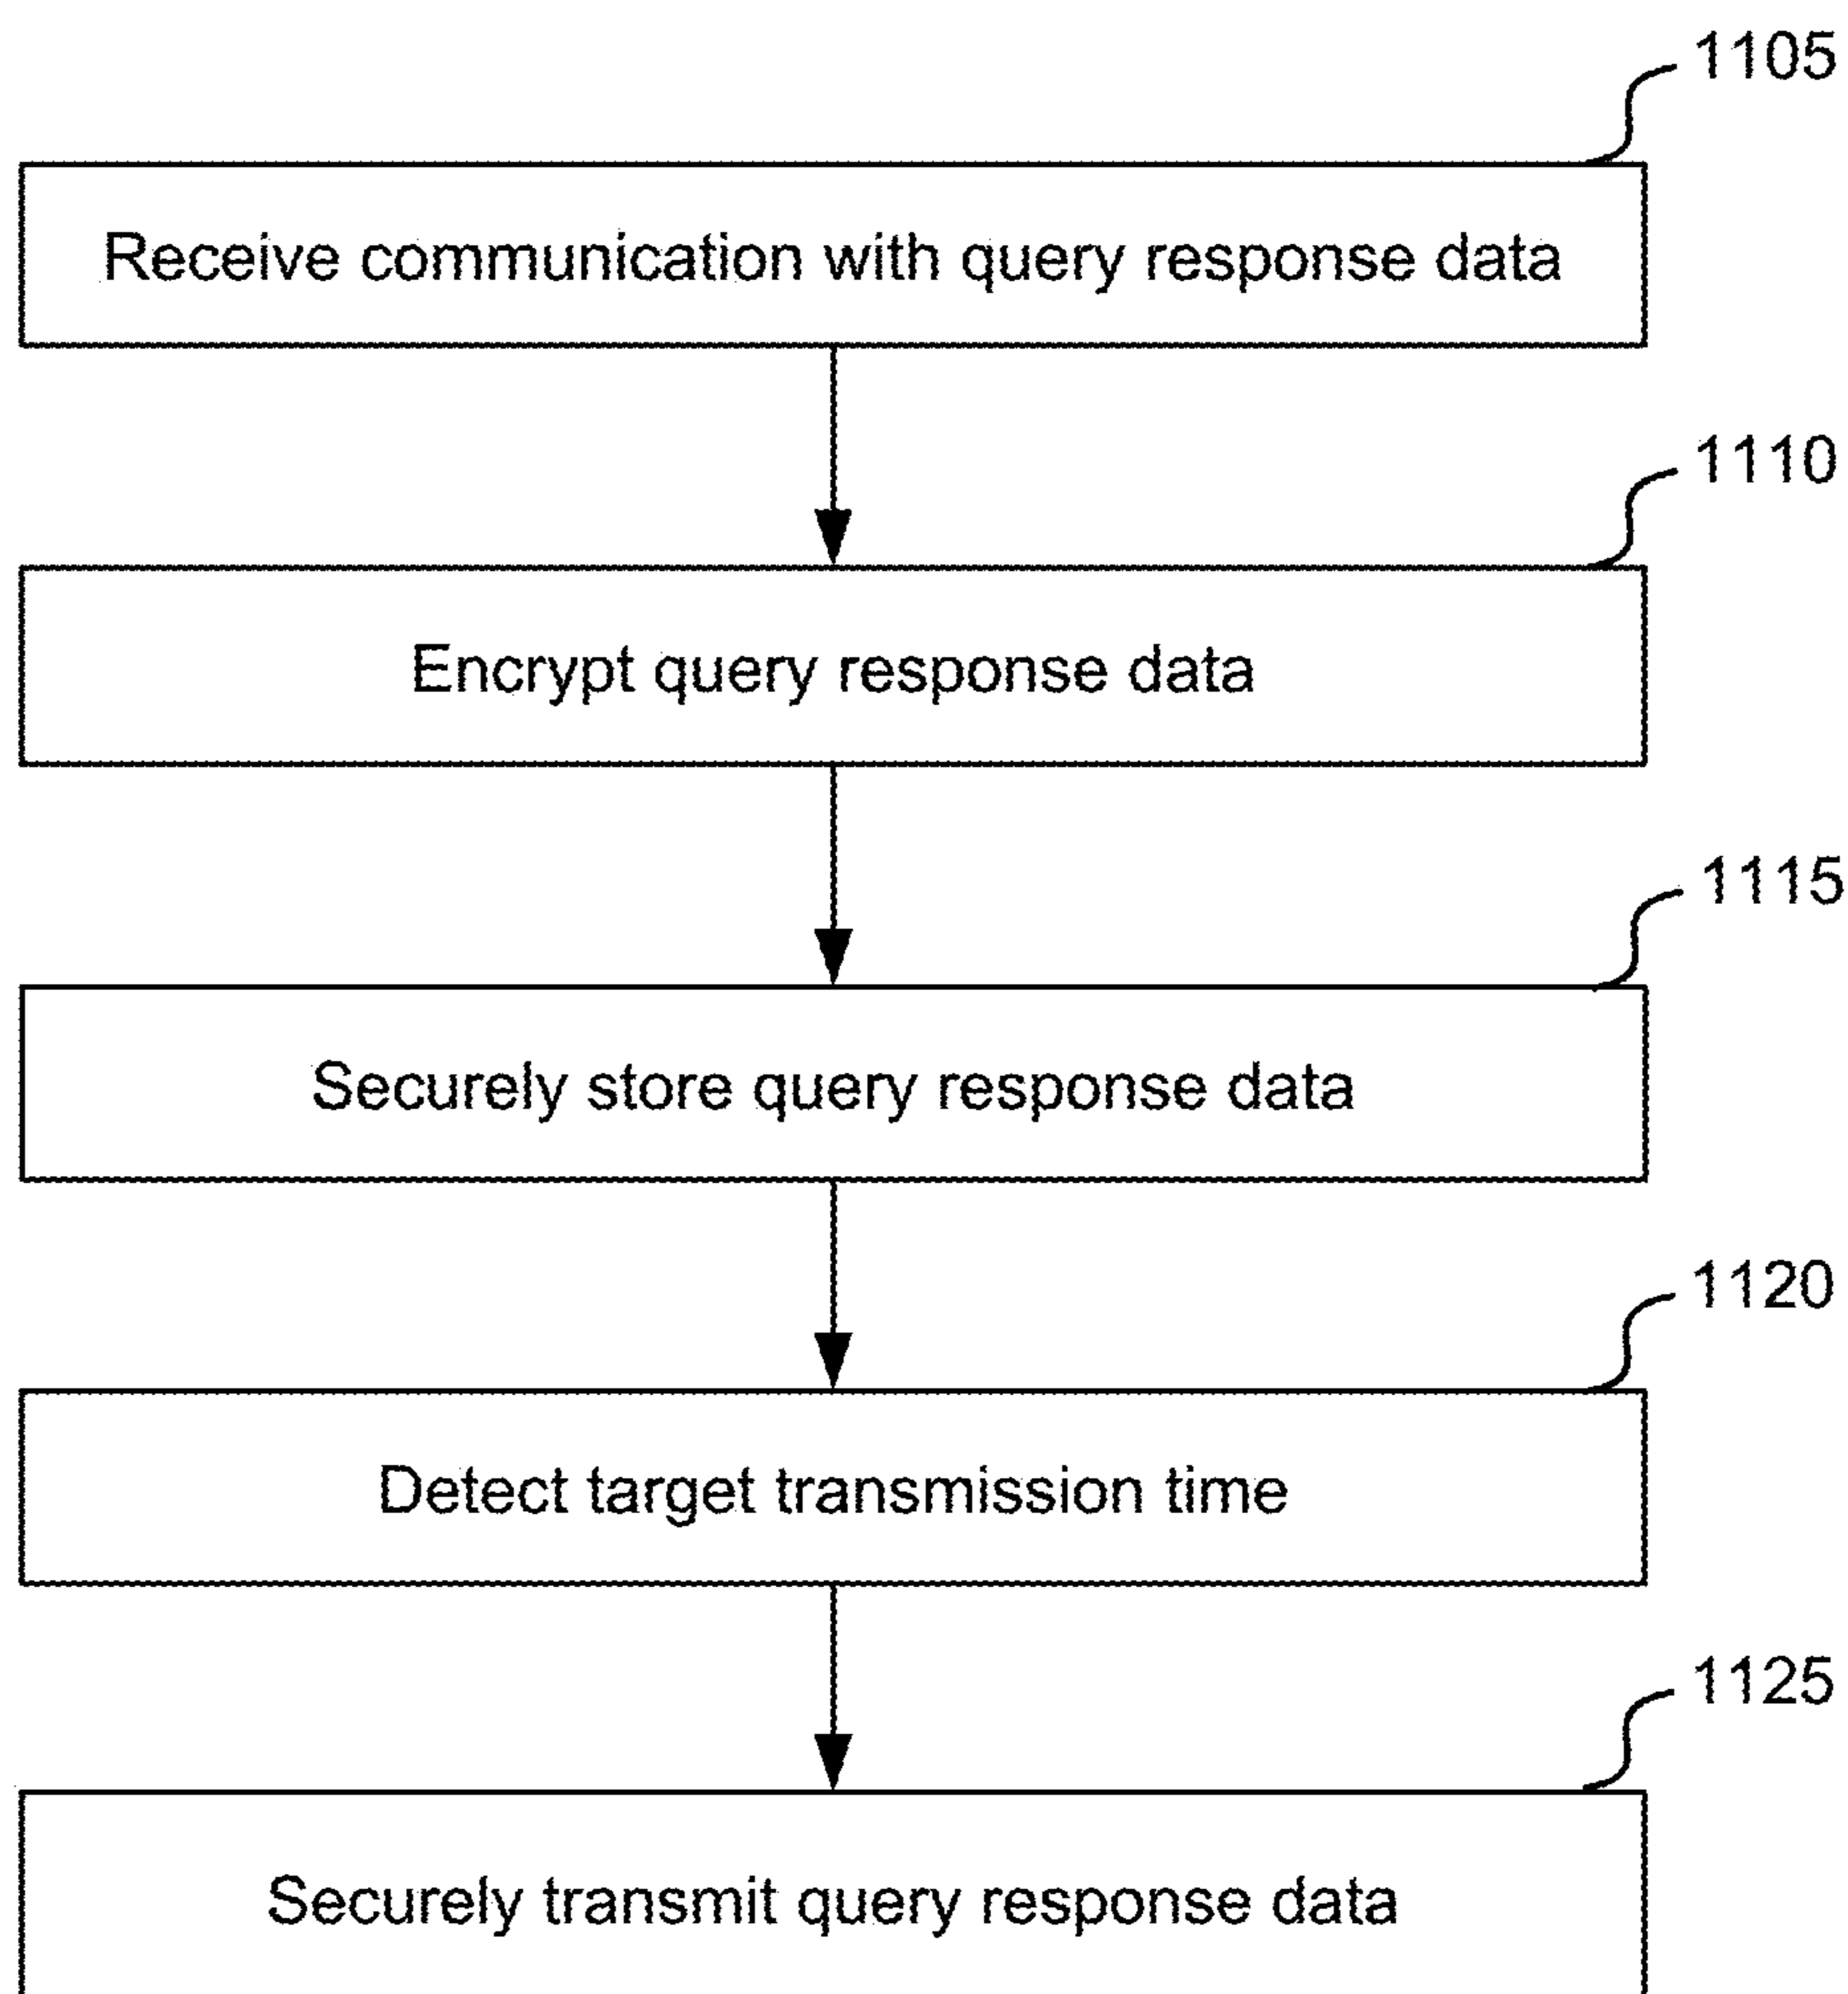 1105
Receive communication with query response data
1110
Encrypt query response data
1115
Securely store query response data
1120
Detect target transmission time
1125
Securely transmit query response data